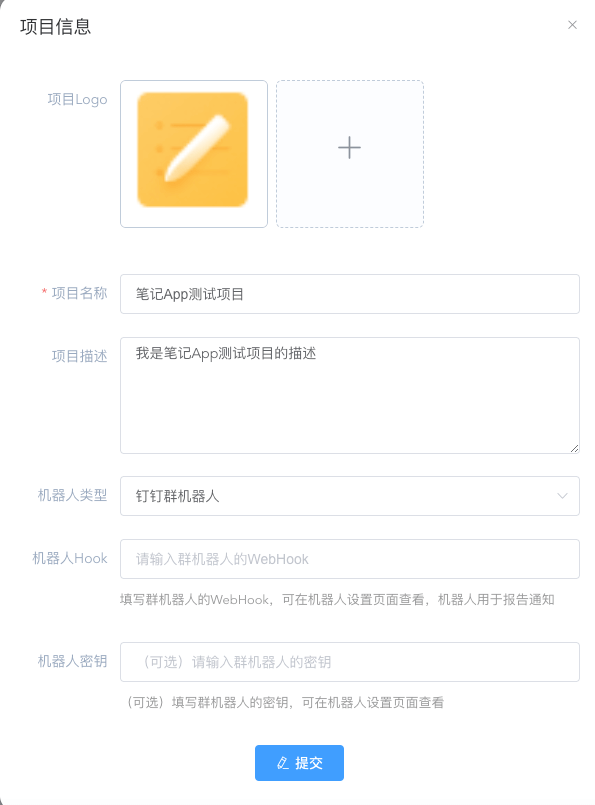 项目信息
项目Logo
* 项目名称
笔记App测试项目
项目描述
我是笔记App测试项目的描述
机器人类型
钉钉群机器人
机器人Hook
请输入群机器人的WebHook
填写群机器人的WebHook，可在机器人设置页面查看，机器人用于报告通知
机器人密钥
（可选）请输入群机器人的密钥
（可选）填写群机器人的密钥，可在机器人设置页面查看
提交